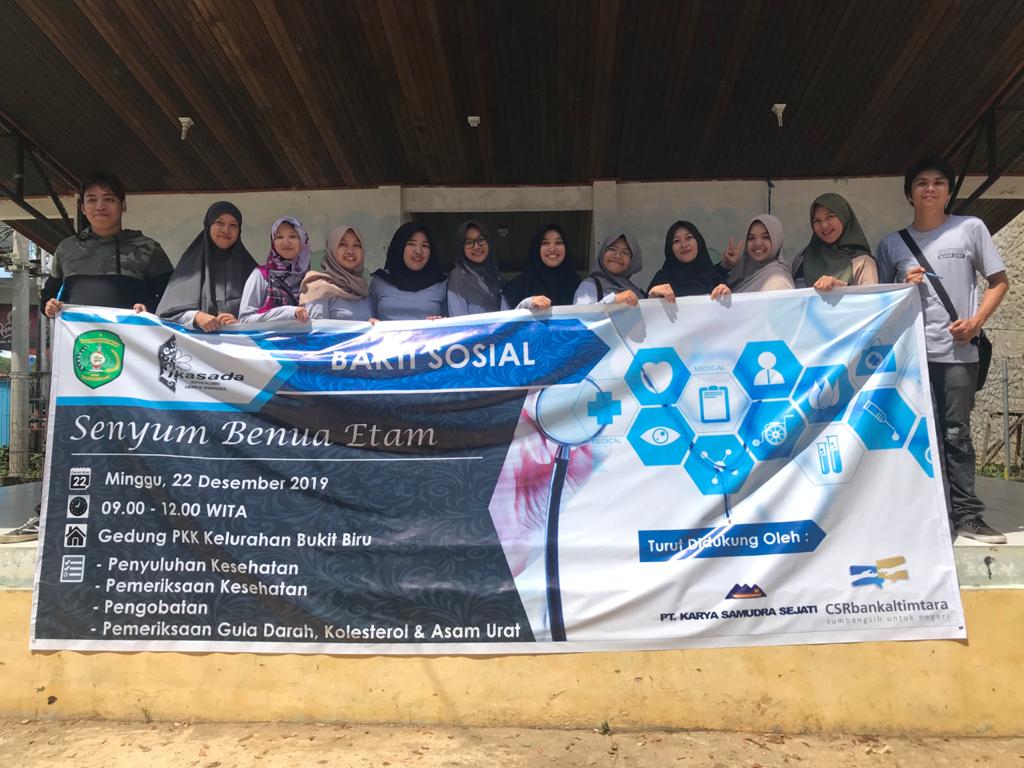 ikasada
BAKTI SOSIAL
Senyum Benua Etam
22
Minggu, 22 Desember 2019
09.00 - 12.00 WITA
Gedung PKK Kelurahan Bukit Biru
- Penyuluhan Kesehatan
- Pemeriksaan Kesehatan
- Pengobatan
- Pemeriksaan Gula Darah, Kolesterol & Asam Urat
MEDICAL
MEDICAL
Turut Didukung Oleh :
PT. KARYA SAMUDRA SEJATI
CSRbankaltimtara
sumbangsih untuk negeri